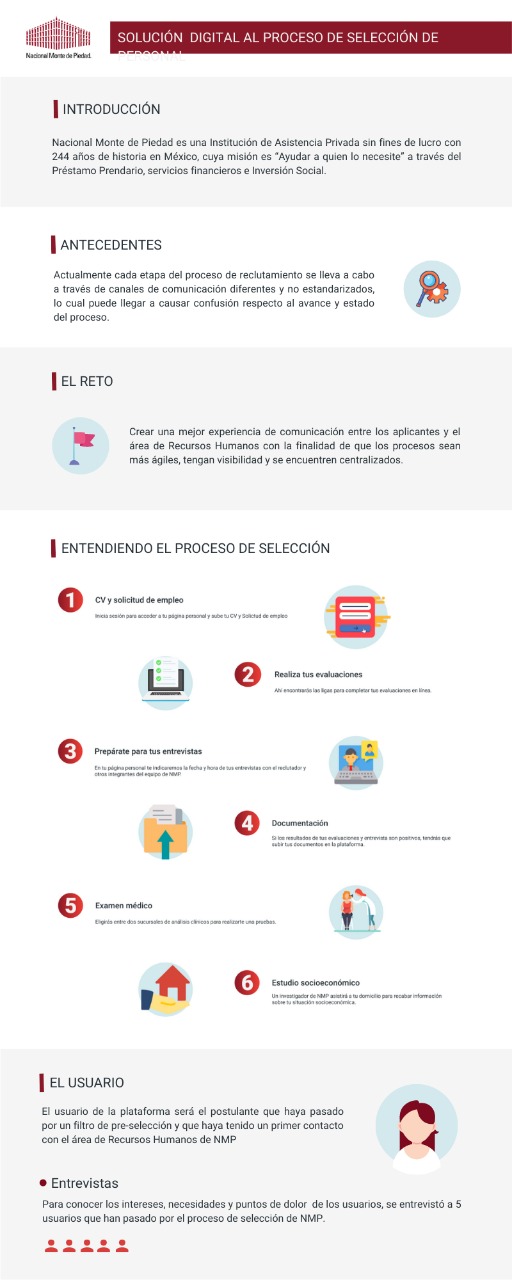 Nacional Monte de Piedad.
SOLUCIÓN DIGITAL AL PROCESO DE SELECCIÓN DE
PERSONAL
INTRODUCCIÓN
Nacional Monte de Piedad es una Institución de Asistencia Privada sin fines de lucro con
244 años de historia en México, cuya misión es “Ayudar a quien lo necesite” a través del
Préstamo Prendario, servicios financieros e Inversión Social.
ANTECEDENTES
Actualmente cada etapa del proceso de reclutamiento se lleva a cabo
a través de canales de comunicación diferentes y no estandarizados,
lo cual puede llegar a causar confusión respecto al avance y estado
del proceso.
EL RETO
Crear una mejor experiencia de comunicación entre los aplicantes y el
área de Recursos Humanos con la finalidad de que los procesos sean
más ágiles, tengan visibilidad y se encuentren centralizados.
ENTENDIENDO EL PROCESO DE SELECCIÓN
1 CV y solicitud de empleo
Inicia sesión para acceder a tu página personal y sube tu CV y Solicitud de empleo
2 Realiza tus evaluaciones
Ahí encontrarás las ligas para completar tus evaluaciones en línea.
3 Prepárate para tus entrevistas
En tu página personal te indicaremos la fecha y hora de tus entrevistas con el reclutador y
otros integrantes del equipo de NMP.
4 Documentación
Si los resultados de tus evaluaciones y entrevista son positivos, tendrás que
subir tus documentos en la plataforma.
5 Examen médico
Eligirás entre dos sucursales de análisis clínicos para realizarte una pruebas.
6 Estudio socioeconómico
Un investigador de NMP asistirá a tu domicilio para recabar información
sobre tu situación socioeconómica.
EL USUARIO
El usuario de la plataforma será el postulante que haya pasado
por un filtro de pre-selección y que haya tenido un primer contacto
con el área de Recursos Humanos de NMP
Entrevistas
Para conocer los intereses, necesidades y puntos de dolor de los usuarios, se entrevistó a 5
usuarios que han pasado por el proceso de selección de NMP.